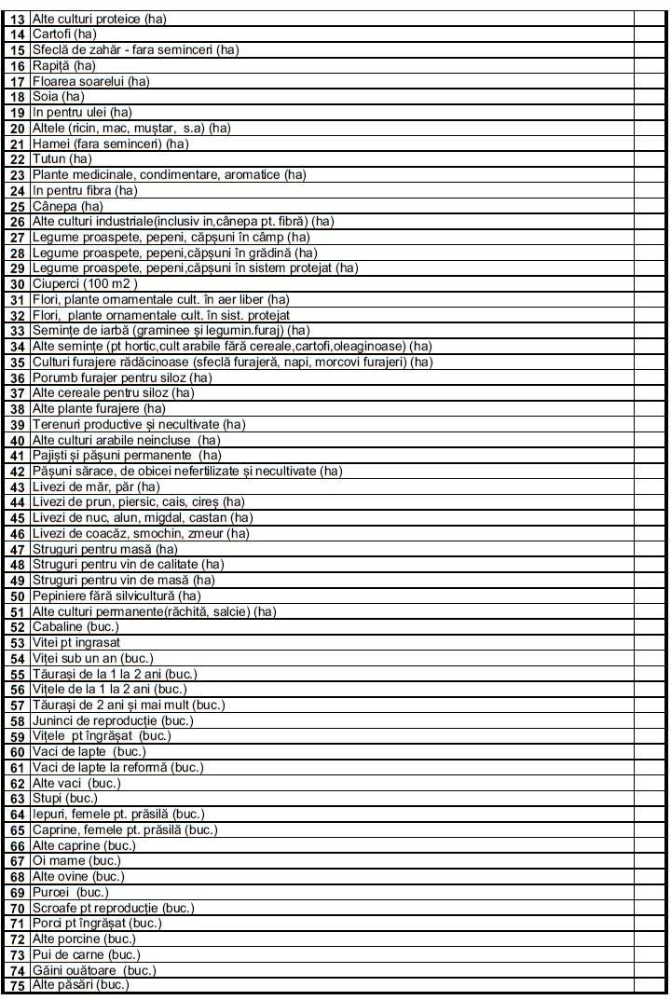 13 Alte culturi proteice (ha)
14 Cartofi (ha)
15 Sfeclă de zahăr - fara seminceri (ha)
16 Rapiță (ha)
17 Floarea soarelui (ha)
18 Soia (ha)
19 In pentru ulei (ha)
20 Altele (ricin, mac, muștar, s.a) (ha)
21 Hamei (fara seminceri) (ha)
22 Tutun (ha)
23 Plante medicinale, condimentare, aromatice (ha)
24 In pentru fibra (ha)
25 Cânepa (ha)
26 Alte culturi industriale(inclusiv in,cânepa pt. fibră) (ha)
27 Legume proaspete, pepeni, căpșuni în câmp (ha)
28 Legume proaspete, pepeni,căpșuni în grădină (ha)
29 Legume proaspete, pepeni,căpșuni în sistem protejat (ha)
30 Ciuperci (100 m2 )
31 Flori, plante ornamentale cult. în aer liber (ha)
32 Flori, plante ornamentale cult. în sist. protejat
33 Semințe de iarbă (graminee și legumin.furaj) (ha)
34 Alte semințe (pt hortic,cult arabile fără cereale,cartofi,oleaginoase) (ha)
35 Culturi furajere rădăcinoase (sfeclă furajeră, napi, morcovi furajeri) (ha)
36 Porumb furajer pentru siloz (ha)
37 Alte cereale pentru siloz (ha)
38 Alte plante furajere (ha)
39 Terenuri productive și necultivate (ha)
40 Alte culturi arabile neincluse (ha)
41 Pajiști și pășuni permanente (ha)
42 Pășuni sărace, de obicei nefertilizate și necultivate (ha)
43 Livezi de măr, păr (ha)
44 Livezi de prun, piersic, cais, cireș (ha)
45 Livezi de nuc, alun, migdal, castan (ha)
46 Livezi de coacăz, smochin, zmeur (ha)
47 Struguri pentru masă (ha)
48 Struguri pentru vin de calitate (ha)
49 Struguri pentru vin de masă (ha)
50 Pepiniere fără silvicultură (ha)
51 Alte culturi permanente(răchită, salcie) (ha)
52 Cabaline (buc.)
53 Vitei pt ingrasat
54 Viței sub un an (buc.)
55 Tăurași de la 1 la 2 ani (buc.)
56 Vițele de la 1 la 2 ani (buc.)
57 Tăurași de 2 ani și mai mult (buc.)
58 Juninci de reproducție (buc.)
59 Vițele pt îngrășat (buc.)
60 Vaci de lapte (buc.)
61 Vaci de lapte la reformă (buc.)
62 Alte vaci (buc.)
63 Stupi (buc.)
64 Iepuri, femele pt. prăsilă (buc.)
65 Caprine, femele pt. prăsilă (buc.)
66 Alte caprine (buc.)
67 Oi mame (buc.)
68 Alte ovine (buc.)
69 Purcei (buc.)
70 Scroafe pt reproducție (buc.)
71 Porci pt îngrășat (buc.)
72 Alte porcine (buc.)
73 Pui de carne (buc.)
74 Găini ouătoare (buc.)
75 Alte păsări (buc.)